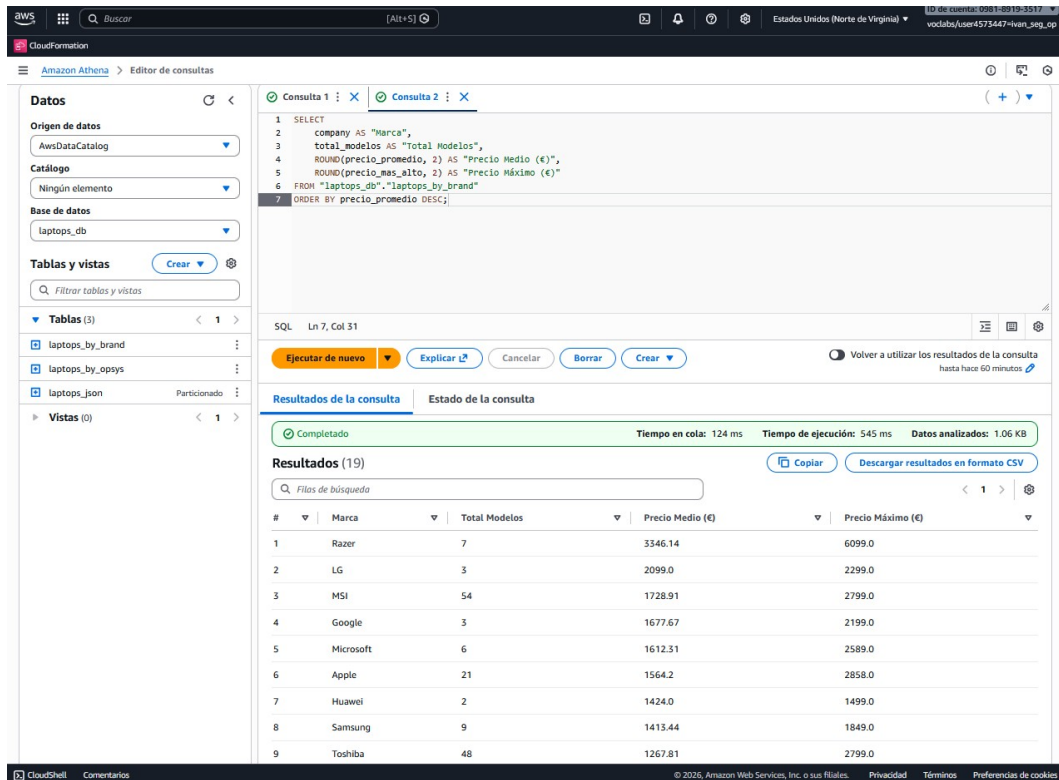 aws
Buscar
[Alt+S]
Estados Unidos (Norte de Virginia)
ID de cuenta: 0981-8919-3517
voclabs/user4573447=ivan_seg_op
CloudFormation
Amazon Athena > Editor de consultas
Datos
Origen de datos
AwsDataCatalog
Catálogo
Ningún elemento
Base de datos
laptops_db
Tablas y vistas
Crear
Filtrar tablas y vistas
Tablas (3)
< 1 >
laptops_by_brand
laptops_by_opsys
laptops_json Particionado
Vistas (0)
< 1 >
Consulta 1
Consulta 2
1 SELECT
2 company AS "Marca",
3 total_modelos AS "Total Modelos",
4 ROUND(precio_promedio, 2) AS "Precio Medio (€)",
5 ROUND(precio_mas_alto, 2) AS "Precio Máximo (€)"
6 FROM "laptops_db"."laptops_by_brand"
7 ORDER BY precio_promedio DESC;
SQL Ln 7, Col 31
Ejecutar de nuevo
Explicar
Cancelar
Borrar
Crear
Volver a utilizar los resultados de la consulta
hasta hace 60 minutos
Resultados de la consulta
Estado de la consulta
Completado
Tiempo en cola: 124 ms
Tiempo de ejecución: 545 ms
Datos analizados: 1.06 KB
Resultados (19)
Copiar
Descargar resultados en formato CSV
Filas de búsqueda
< 1 >
# Marca Total Modelos Precio Medio (€) Precio Máximo (€)
1 Razer 7 3346.14 6099.0
2 LG 3 2099.0 2299.0
3 MSI 54 1728.91 2799.0
4 Google 3 1677.67 2199.0
5 Microsoft 6 1612.31 2589.0
6 Apple 21 1564.2 2858.0
7 Huawei 2 1424.0 1499.0
8 Samsung 9 1413.44 1849.0
9 Toshiba 48 1267.81 2799.0
CloudShell Comentarios
© 2026, Amazon Web Services, Inc. o sus filiales. Privacidad Términos Preferencias de cookies